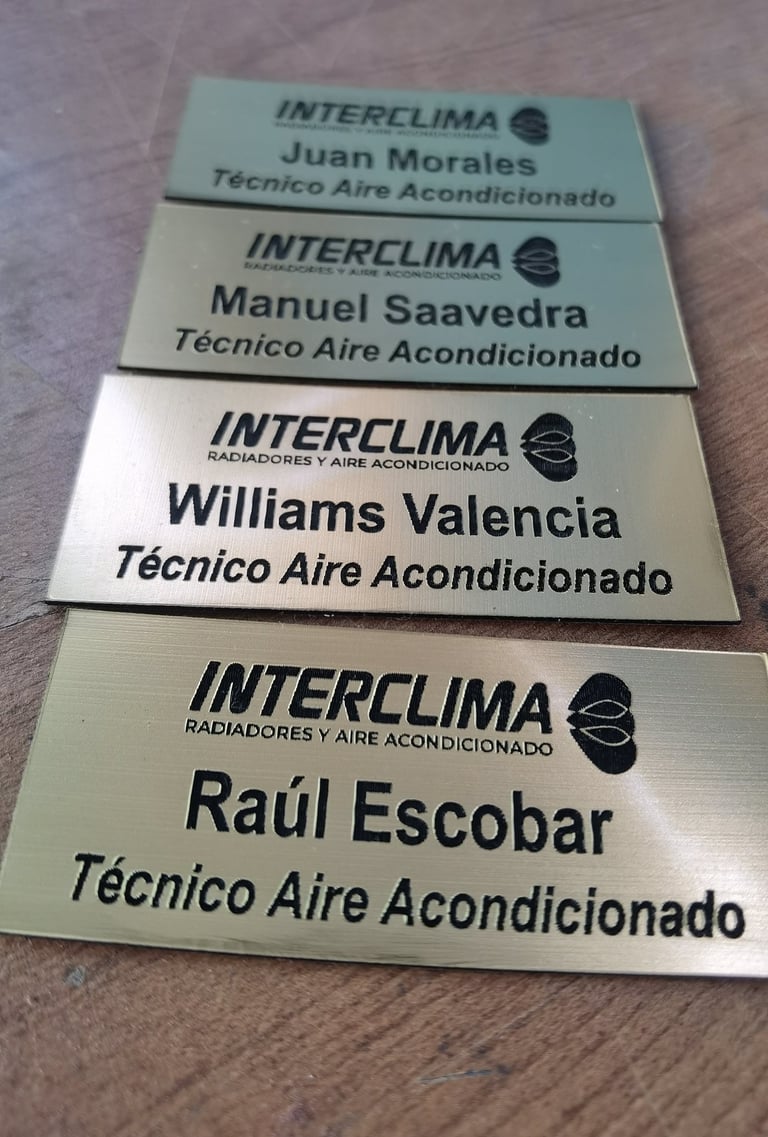 INTERCLIMA
RADIADORES Y AIRE ACONDICIONADO
Juan Morales
Técnico Aire Acondicionado
INTERCLIMA
RADIADORES Y AIRE ACONDICIONADO
Manuel Saavedra
Técnico Aire Acondicionado
INTERCLIMA
RADIADORES Y AIRE ACONDICIONADO
Williams Valencia
Técnico Aire Acondicionado
INTERCLIMA
RADIADORES Y AIRE ACONDICIONADO
Raúl Escobar
Técnico Aire Acondicionado